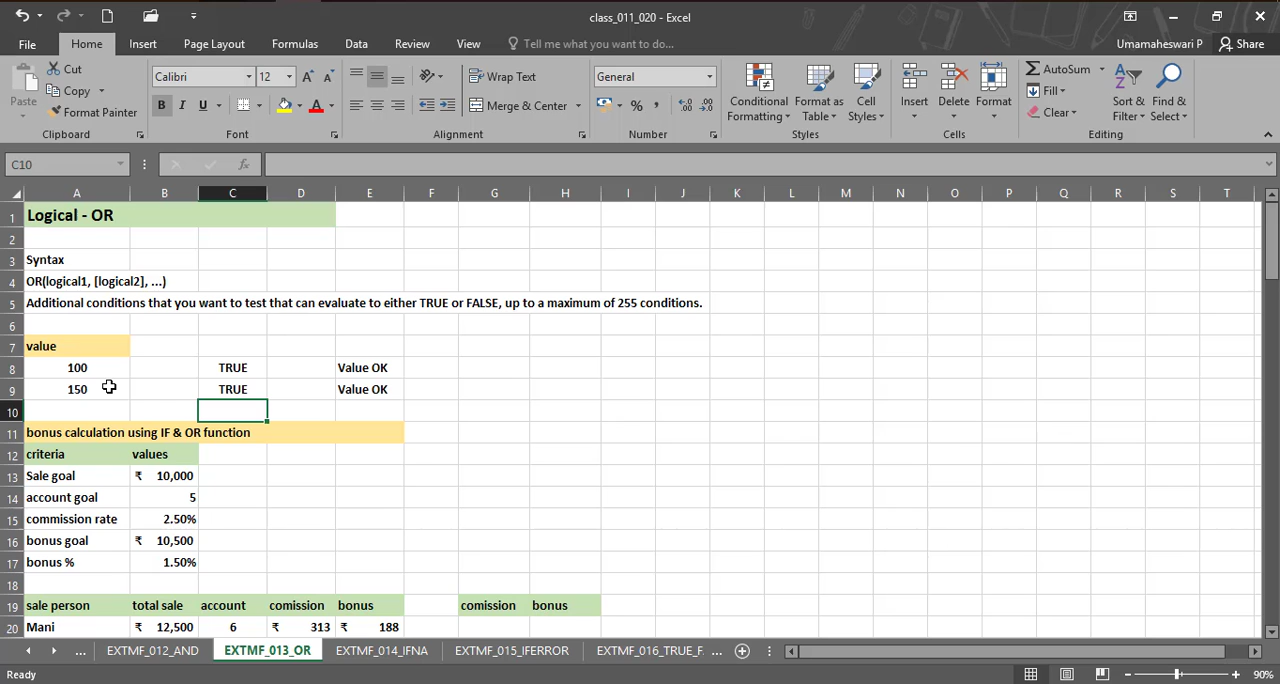 class_011_020 - Excel
File Home Insert Page Layout Formulas Data Review View Tell me what you want to do... Umamaheswari P Share
Paste Cut Copy Format Painter Clipboard
Calibri 12 A A B I U A Font
Wrap Text Merge & Center Alignment
General % , .0 .00 Number
Conditional Formatting Format as Table Cell Styles Styles
Insert Delete Format Cells
AutoSum Fill Clear Sort & Filter Find & Select Editing
C10 fx
A B C D E F G H I J K L M N O P Q R S T
1 Logical - OR
2
3 Syntax
4 OR(logical1, [logical2], ...)
5 Additional conditions that you want to test that can evaluate to either TRUE or FALSE, up to a maximum of 255 conditions.
6
7 value
8 100 TRUE Value OK
9 150 TRUE Value OK
10
11 bonus calculation using IF & OR function
12 criteria values
13 Sale goal ₹ 10,000
14 account goal 5
15 commission rate 2.50%
16 bonus goal ₹ 10,500
17 bonus % 1.50%
18
19 sale person total sale account comission bonus comission bonus
20 Mani ₹ 12,500 6 ₹ 313 ₹ 188
... EXTMF_012_AND EXTMF_013_OR EXTMF_014_IFNA EXTMF_015_IFERROR EXTMF_016_TRUE_F. ...
Ready 90%